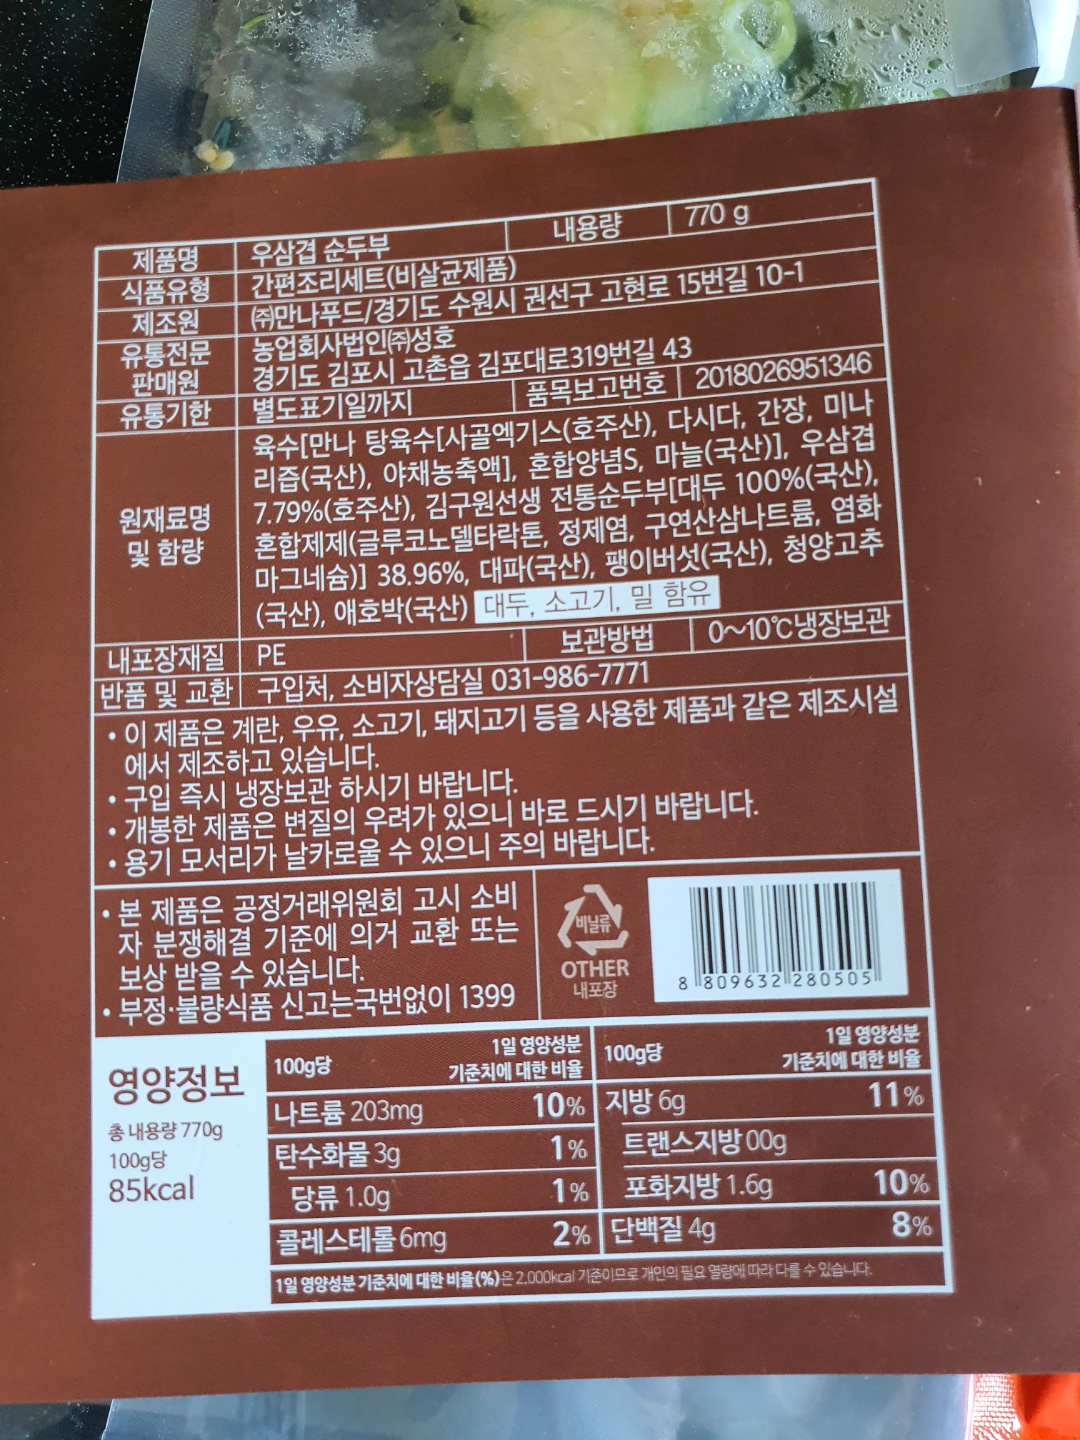 제품명 우삼겹 순두부 내용량 770 g
식품유형 간편조리세트(비살균제품)
제조원 ㈜만나푸드/경기도 수원시 권선구 고현로 15번길 10-1
유통전문 농업회사법인㈜성호
판매원 경기도 김포시 고촌읍 김포대로319번길 43
유통기한 별도표기일까지 품목보고번호 2018026951346
원재료명
및 함량
육수[만나 탕육수[사골엑기스(호주산), 다시다, 간장, 미나
리즙(국산), 야채농축액], 혼합양념S, 마늘(국산)], 우삼겹
7.79%(호주산), 김구원선생 전통순두부[대두 100%(국산),
혼합제제(글루코노델타락톤, 정제염, 구연산삼나트륨, 염화
마그네슘)] 38.96%, 대파(국산), 팽이버섯(국산), 청양고추
(국산), 애호박(국산) 대두, 소고기, 밀 함유
내포장재질 PE 보관방법 0~10℃냉장보관
반품 및 교환 구입처, 소비자상담실 031-986-7771
• 이 제품은 계란, 우유, 소고기, 돼지고기 등을 사용한 제품과 같은 제조시설
에서 제조하고 있습니다.
• 구입 즉시 냉장보관 하시기 바랍니다.
• 개봉한 제품은 변질의 우려가 있으니 바로 드시기 바랍니다.
• 용기 모서리가 날카로울 수 있으니 주의 바랍니다.
• 본 제품은 공정거래위원회 고시 소비
자 분쟁해결 기준에 의거 교환 또는
보상 받을 수 있습니다.
• 부정·불량식품 신고는국번없이 1399
비닐류
OTHER
내포장
8 809632 280505
영양정보
총 내용량 770g
100g당
85kcal
100g당 1일 영양성분
기준치에 대한 비율
나트륨 203mg 10%
탄수화물 3g 1%
당류 1.0g 1%
콜레스테롤 6mg 2%
100g당 1일 영양성분
기준치에 대한 비율
지방 6g 11%
트랜스지방 00g
포화지방 1.6g 10%
단백질 4g 8%
1일 영양성분 기준치에 대한 비율(%)은 2,000kcal 기준이므로 개인의 필요 열량에 따라 다를 수 있습니다.